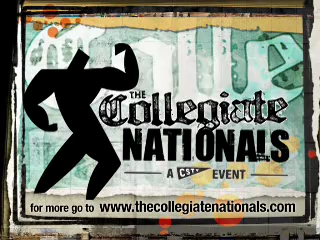 THE
Collegiate
NATIONALS
A CSTV EVENT
for more go to www.thecollegiatenationals.com